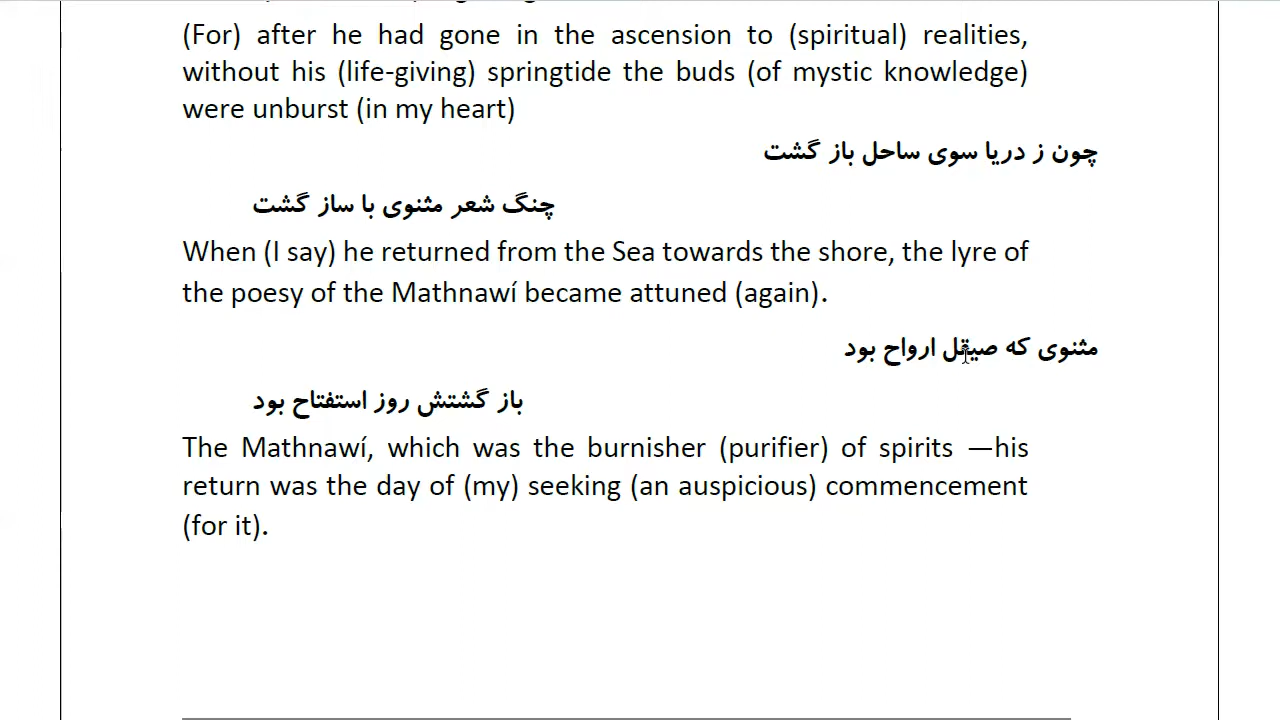 (For) after he had gone in the ascension to (spiritual) realities,
without his (life-giving) springtide the buds (of mystic knowledge)
were unburst (in my heart)
چون ز دریا سوی ساحل باز گشت
چنگ شعر مثنوی با ساز گشت
When (I say) he returned from the Sea towards the shore, the lyre of
the poesy of the Mathnawí became attuned (again).
مثنوی که صیقل ارواح بود
باز گشتش روز استفتاح بود
The Mathnawí, which was the burnisher (purifier) of spirits —his
return was the day of (my) seeking (an auspicious) commencement
(for it).